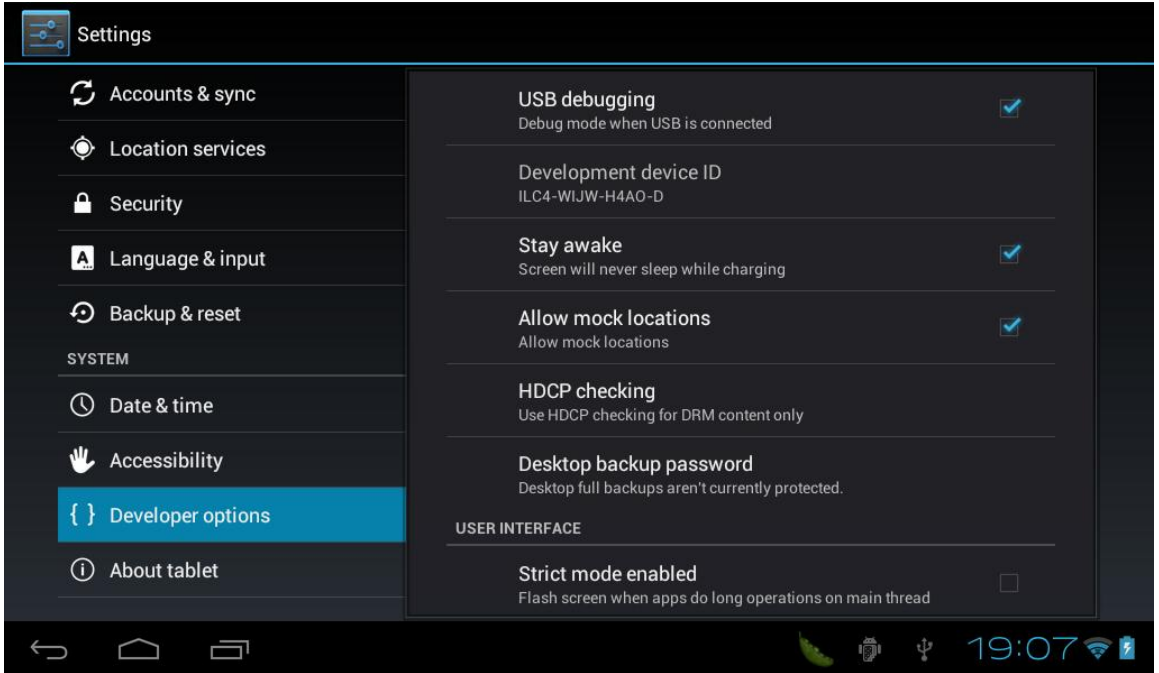 Settings
Accounts & sync
Location services
Security
Language & input
Backup & reset
SYSTEM
Date & time
Accessibility
Developer options
About tablet
USB debugging
Debug mode when USB is connected
Development device ID
ILC4-WIJW-H4AO-D
Stay awake
Screen will never sleep while charging
Allow mock locations
Allow mock locations
HDCP checking
Use HDCP checking for DRM content only
Desktop backup password
Desktop full backups aren't currently protected.
USER INTERFACE
Strict mode enabled
Flash screen when apps do long operations on main thread
19:07